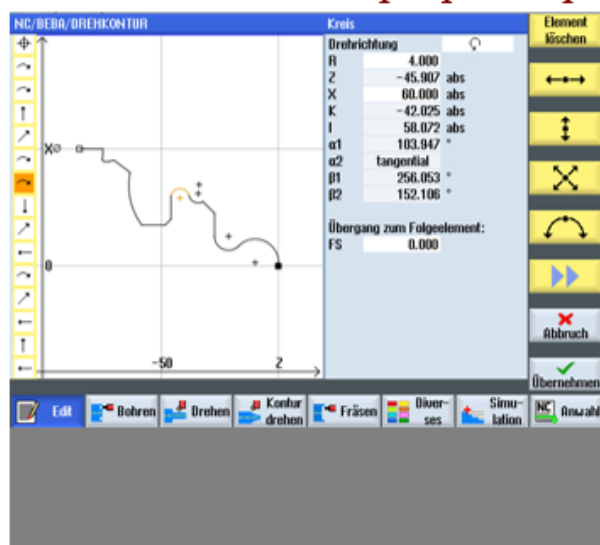 NC/BEBA/DREHKONTUR
Kreis
Element
löschen
Drehrichtung
R 4.000
Z -45.907 abs
X 60.000 abs
K -42.025 abs
I 58.072 abs
α1 103.947 °
α2 tangential
β1 256.053 °
β2 152.106 °
Übergang zum Folgeelement:
FS 0.000
X⌀
0
-50
Z
Abbruch
Übernehmen
Edit
Bohren
Drehen
Kontur
drehen
Fräsen
Diver-
ses
Simu-
lation
NC
Anwahl